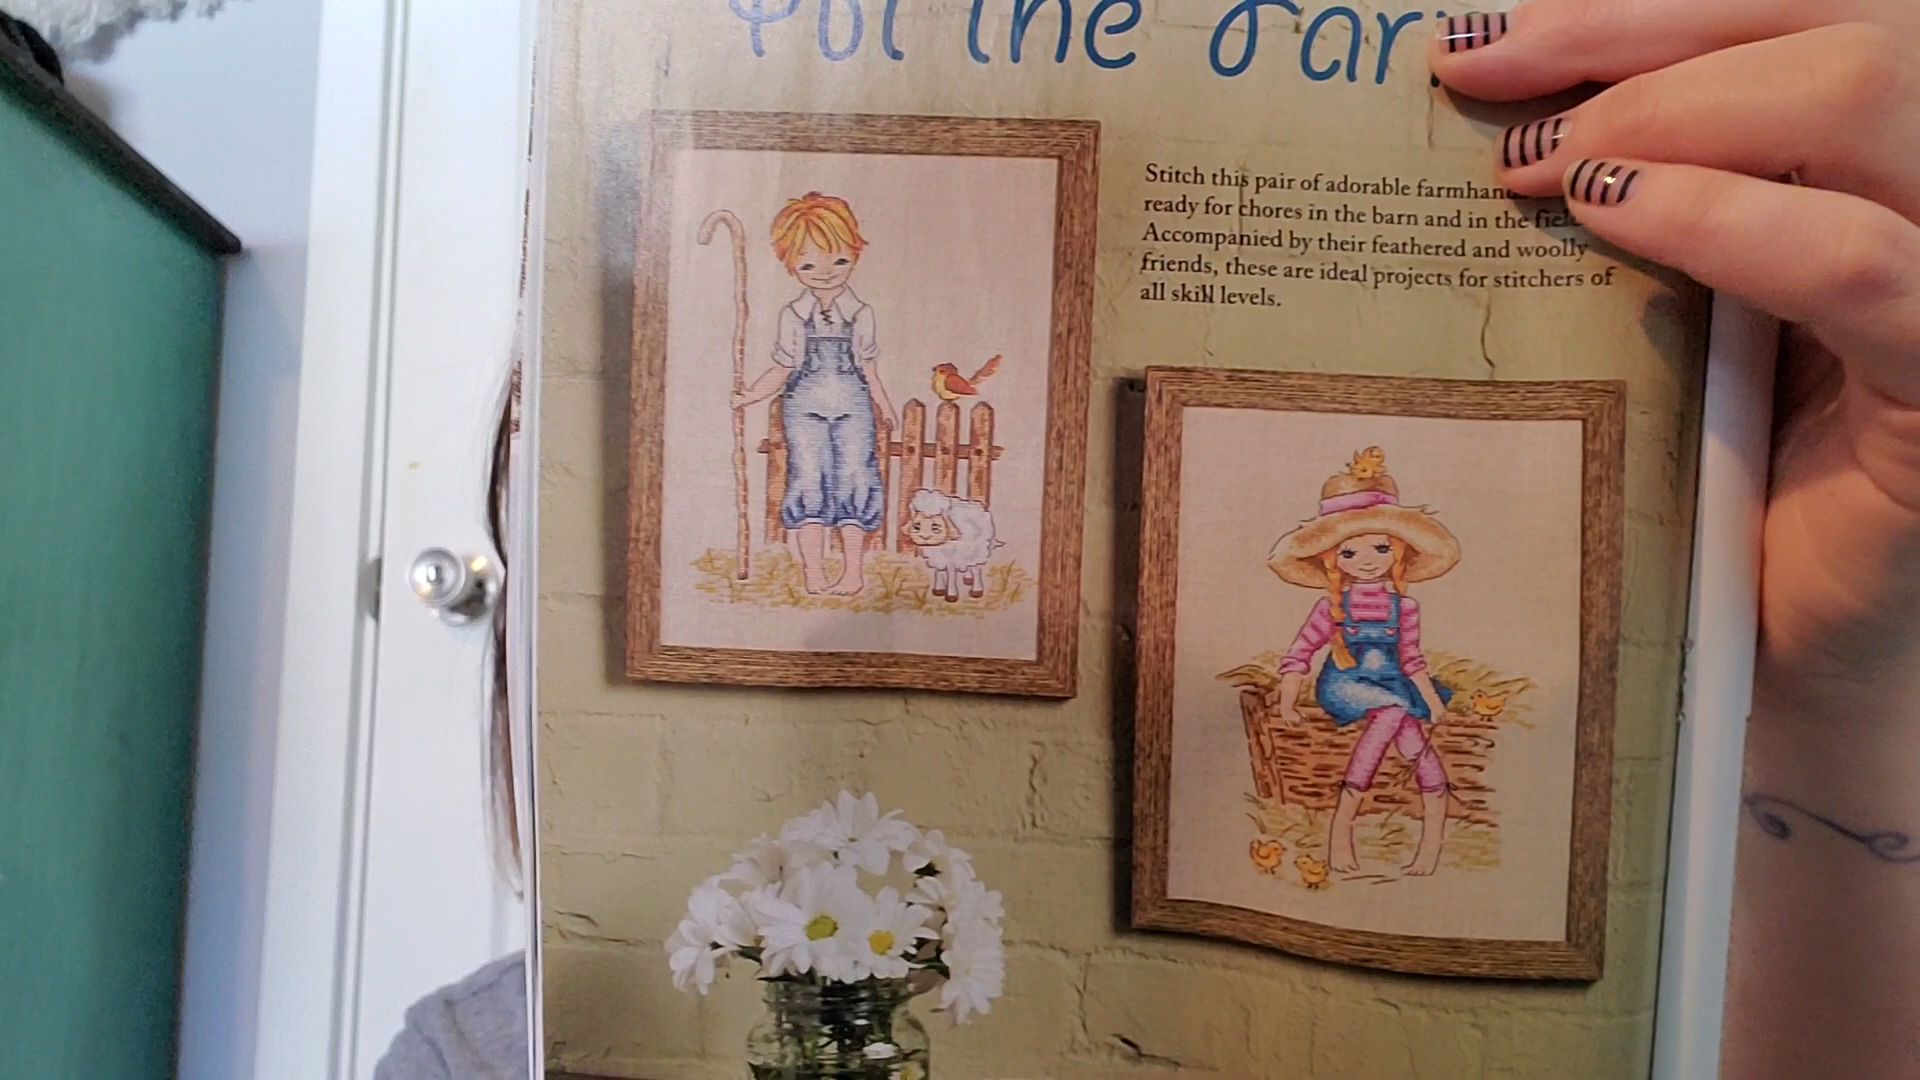 the
Stitch this pair of adorable
ready for chores in the barn and in the
Accompanied by their feathered and woolly
friends, these are ideal projects for stitchers of
all skill levels.